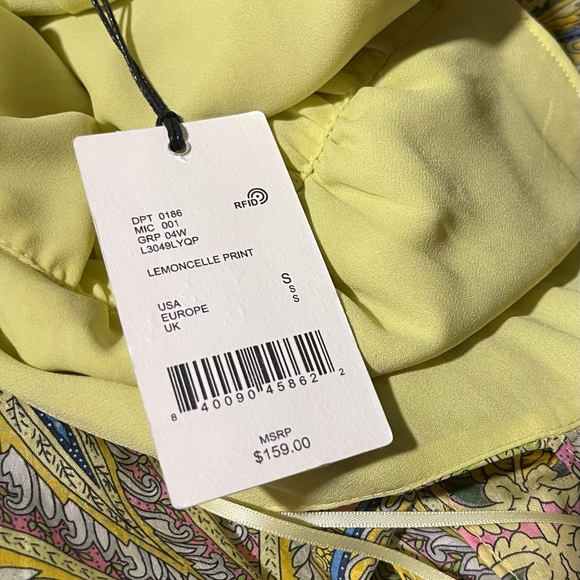 RFID
DPT 0186
MIC 001
GRP 04W
L3049LYQP
LEMONCELLE PRINT
USA S
EUROPE S
UK S
8 40090 45862 2
MSRP
$159.00